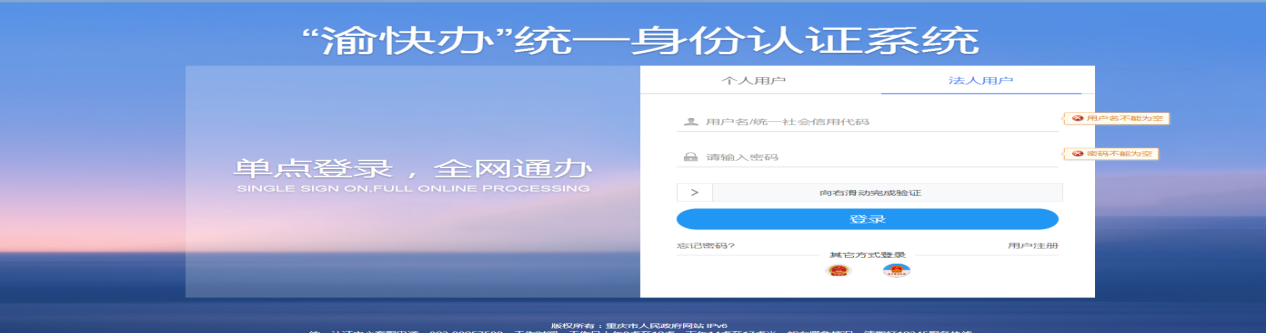 “渝快办”统一身份认证系统
个人用户
法人用户
用户名/统一社会信用代码
用户名不能为空
请输入密码
密码不能为空
单点登录，全网通办
SINGLE SIGN ON,FULL ONLINE PROCESSING
>
向右滑动完成验证
登录
忘记密码?
用户注册
其它方式登录
版权所有：重庆市人民政府网站 IPv6